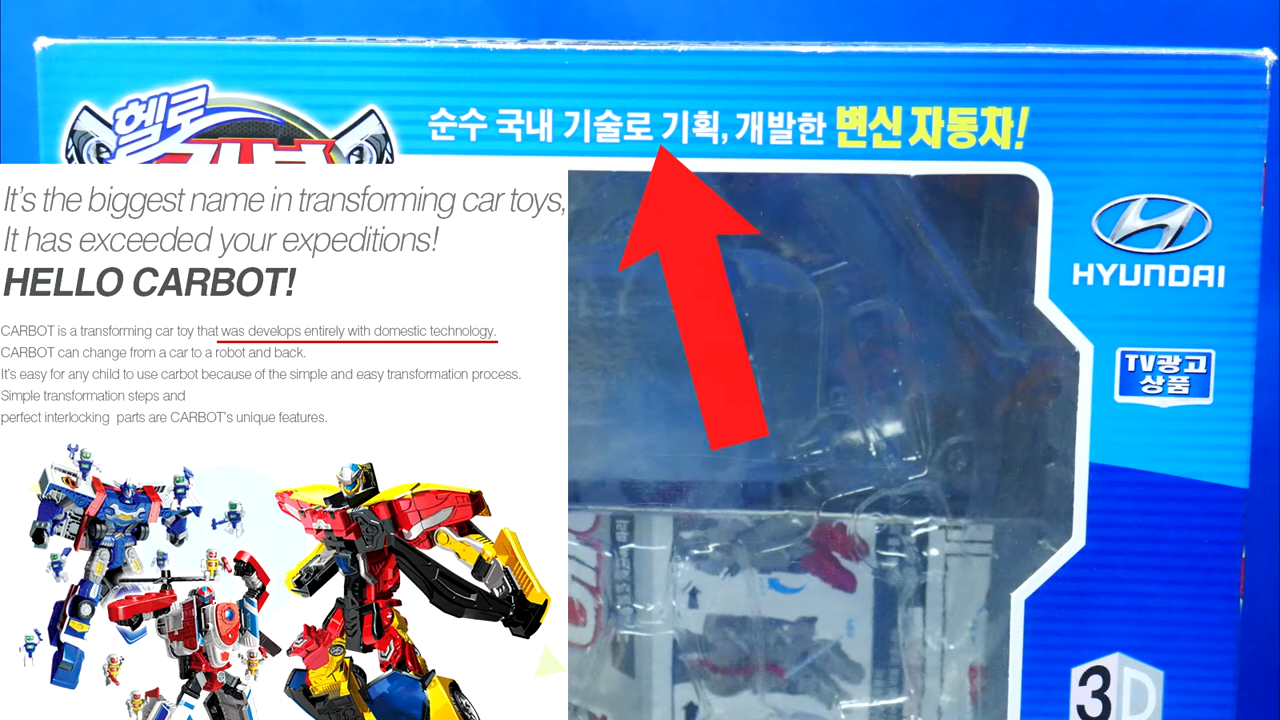 헬로
순수 국내 기술로 기획, 개발한 변신 자동차!
It's the biggest name in transforming car toys,
It has exceeded your expeditions!
HELLO CARBOT!
CARBOT is a transforming car toy that was develops entirely with domestic technology.
CARBOT can change from a car to a robot and back.
It's easy for any child to use carbot because of the simple and easy transformation process.
Simple transformation steps and
perfect interlocking parts are CARBOT's unique features.
HYUNDAI
TV광고
상품
3D